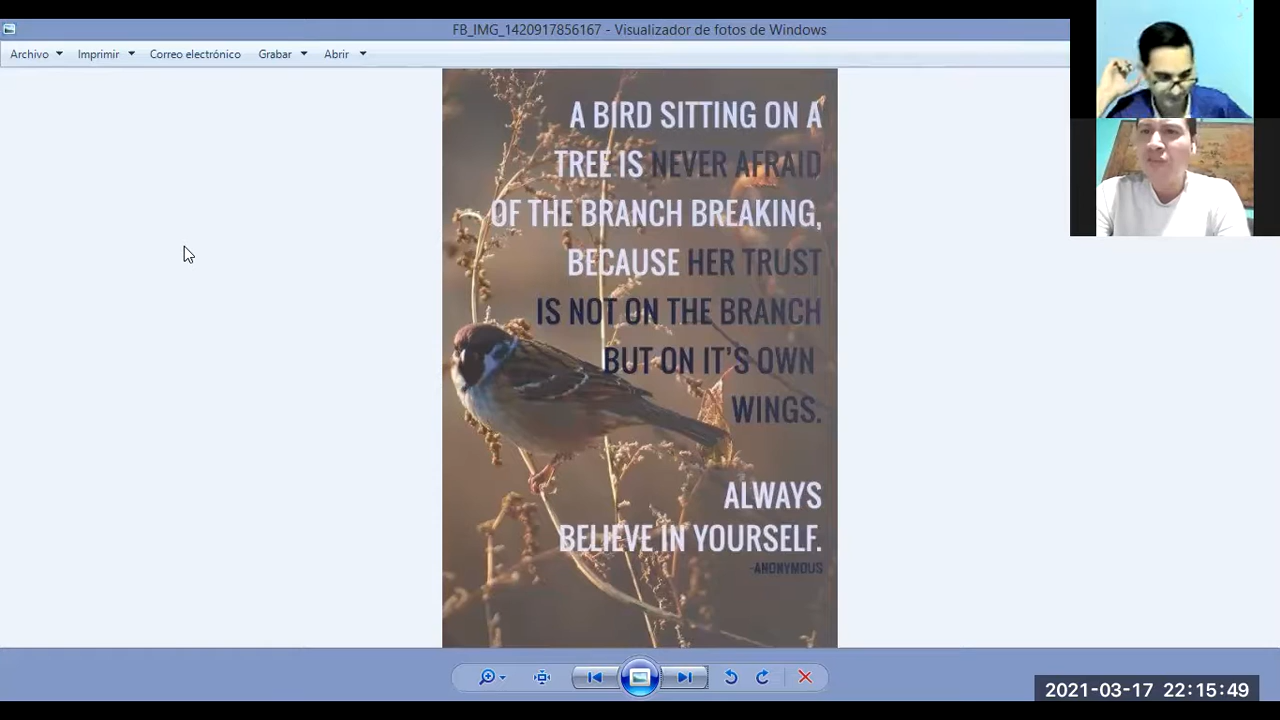 FB_IMG_1420917856167 - Visualizador de fotos de Windows
Archivo Imprimir Correo electrónico Grabar Abrir
A BIRD SITTING ON A
TREE IS NEVER AFRAID
OF THE BRANCH BREAKING,
BECAUSE HER TRUST
IS NOT ON THE BRANCH
BUT ON IT'S OWN
WINGS.
ALWAYS
BELIEVE IN YOURSELF.
-ANONYMOUS
2021-03-17 22:15:49